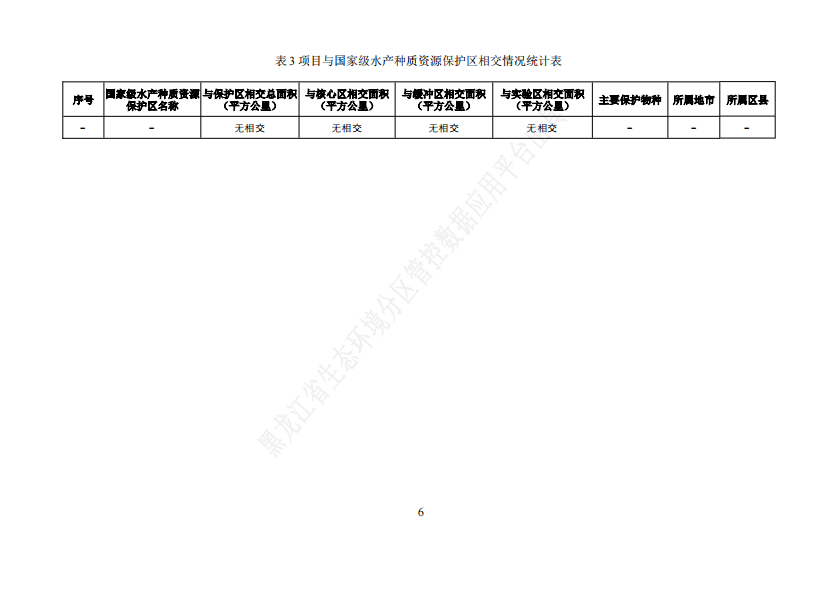 表 3 项目与国家级水产种质资源保护区相交情况统计表
序号 国家级水产种质资源保护区名称 与保护区相交总面积（平方公里） 与核心区相交面积（平方公里） 与缓冲区相交面积（平方公里） 与实验区相交面积（平方公里） 主要保护物种 所属地市 所属区县
－ － 无相交 无相交 无相交 无相交 － － －
黑龙江省生态环境分区管控数据应用平台
6